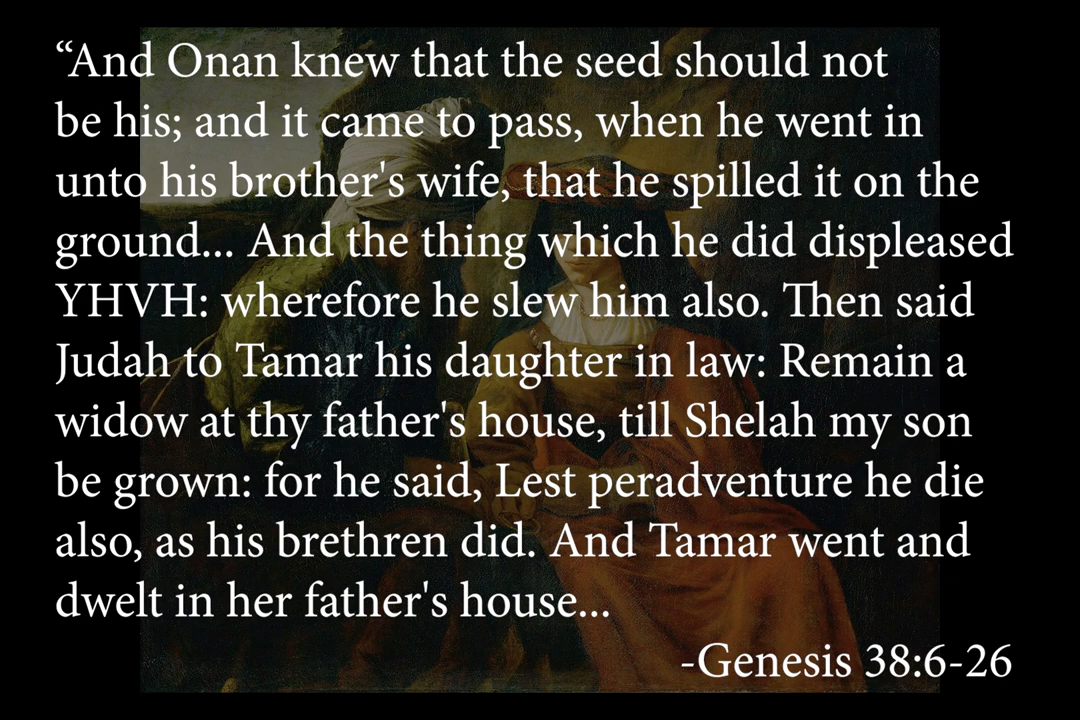 “And Onan knew that the seed should not
be his; and it came to pass, when he went in
unto his brother's wife, that he spilled it on the
ground... And the thing which he did displeased
YHVH: wherefore he slew him also. Then said
Judah to Tamar his daughter in law: Remain a
widow at thy father's house, till Shelah my son
be grown: for he said, Lest peradventure he die
also, as his brethren did. And Tamar went and
dwelt in her father's house...
-Genesis 38:6-26